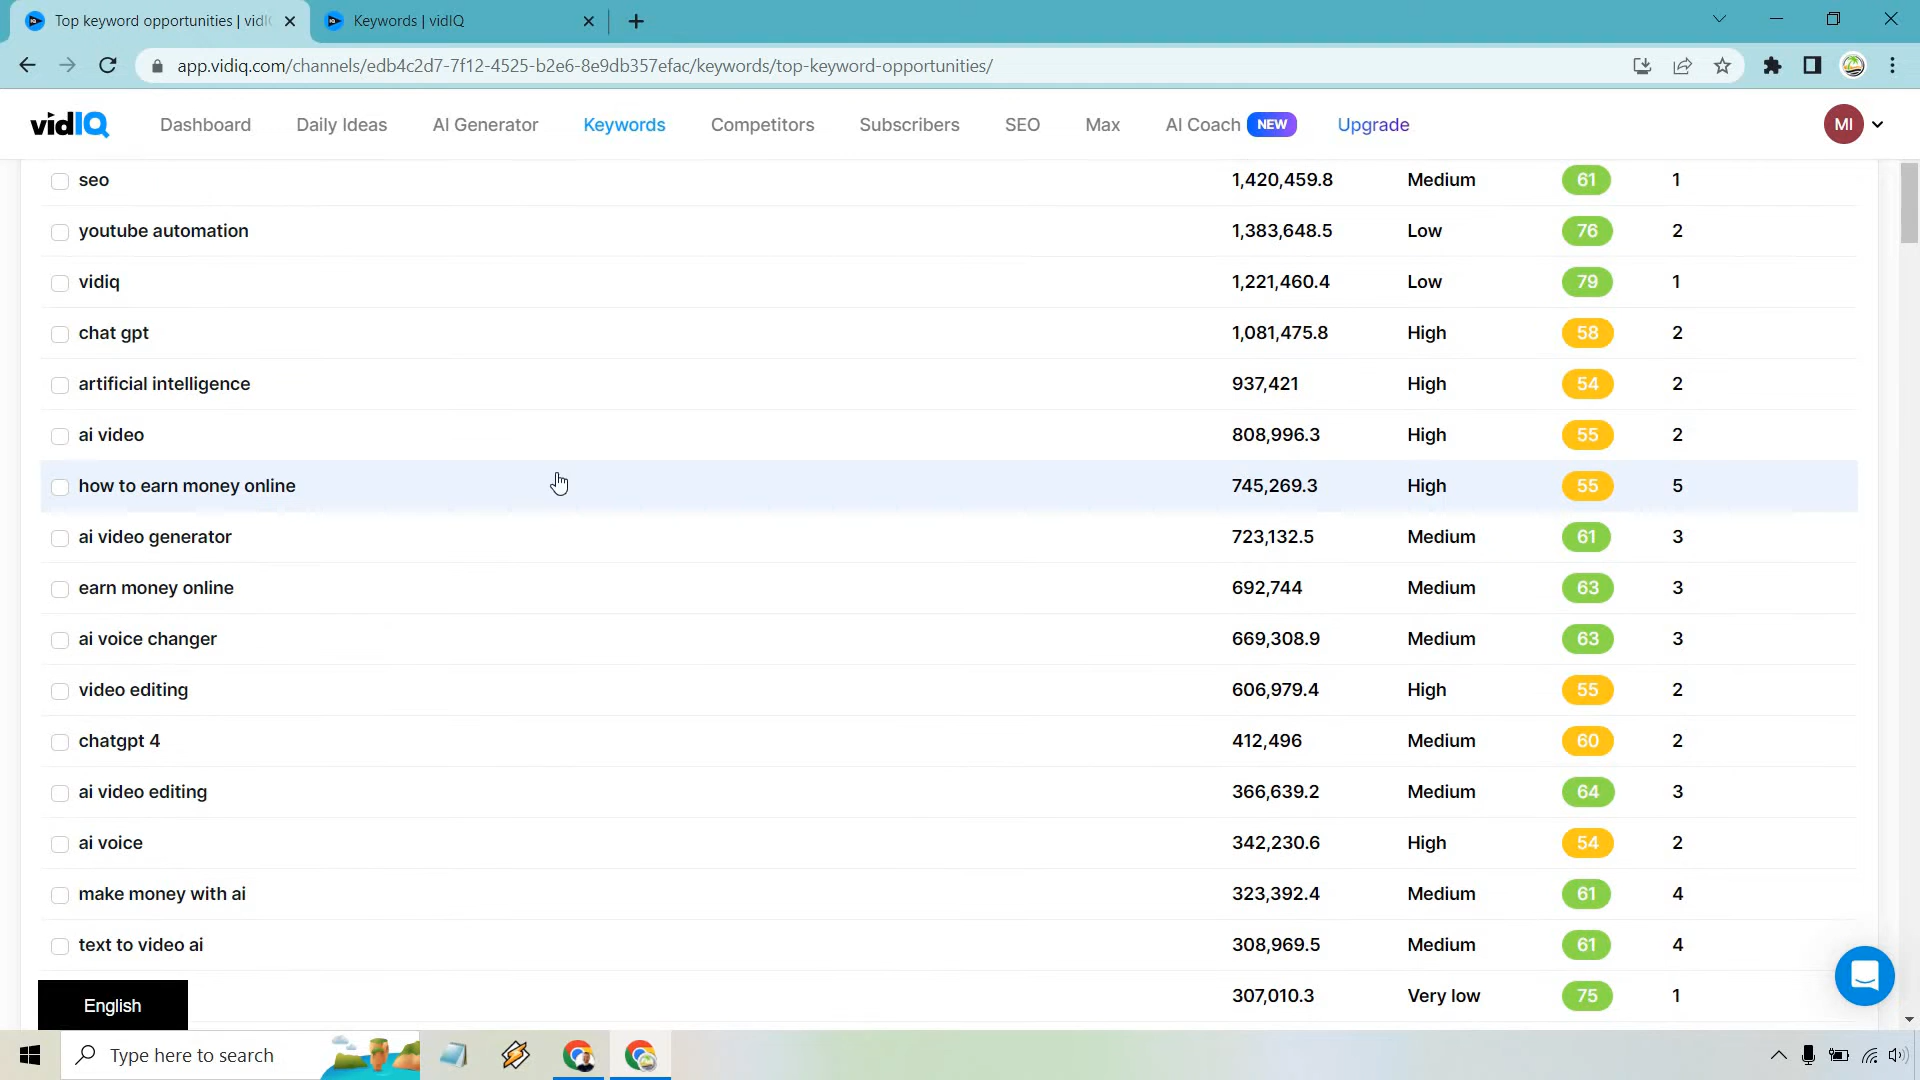 Top keyword opportunities | vidI
Keywords | vidIQ
app.vidiq.com/channels/edb4c2d7-7f12-4525-b2e6-8e9db357efac/keywords/top-keyword-opportunities/
vidIQ Dashboard Daily Ideas AI Generator Keywords Competitors Subscribers SEO Max AI Coach NEW Upgrade MI
seo 1,420,459.8 Medium 61 1
youtube automation 1,383,648.5 Low 76 2
vidiq 1,221,460.4 Low 79 1
chat gpt 1,081,475.8 High 58 2
artificial intelligence 937,421 High 54 2
ai video 808,996.3 High 55 2
how to earn money online 745,269.3 High 55 5
ai video generator 723,132.5 Medium 61 3
earn money online 692,744 Medium 63 3
ai voice changer 669,308.9 Medium 63 3
video editing 606,979.4 High 55 2
chatgpt 4 412,496 Medium 60 2
ai video editing 366,639.2 Medium 64 3
ai voice 342,230.6 High 54 2
make money with ai 323,392.4 Medium 61 4
text to video ai 308,969.5 Medium 61 4
307,010.3 Very low 75 1
English
Type here to search